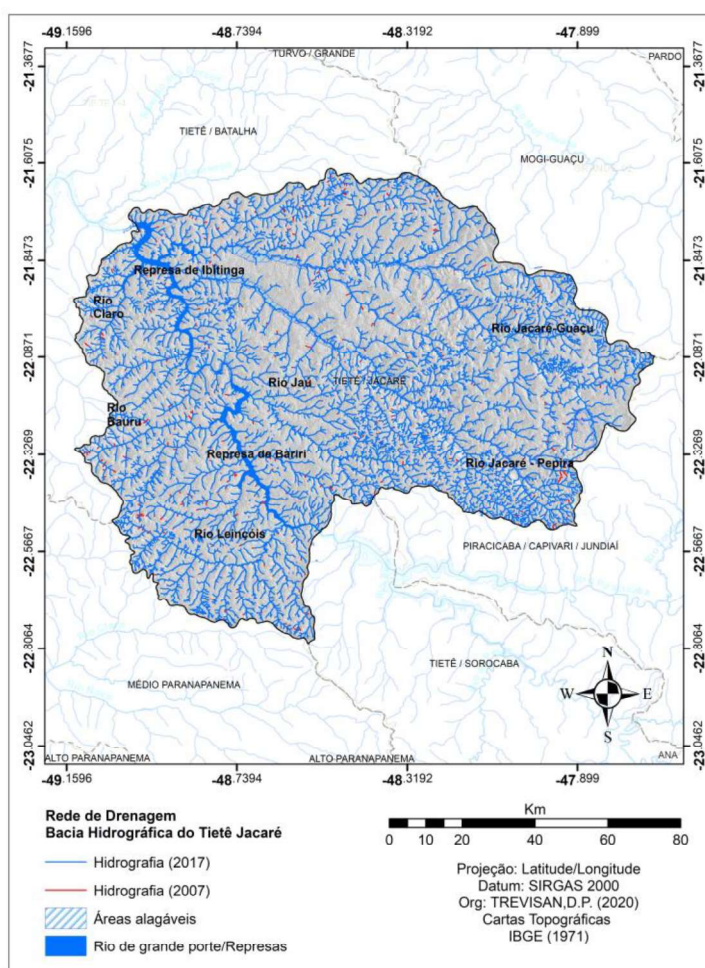 -49.1596 -48.7394 -48.3192 -47.899
-21.3677
-21.6075
-21.8473
-22.0871
-22.3269
-22.5667
-22.8064
-23.0462
TURVO / GRANDE
PARDO
TIETÊ / BATALHA
MOGI-GUAÇU
Represa de Ibitinga
Rio
Claro
Rio Jacaré-Guaçu
Rio Jaú
TIETÊ / JACARÉ
Rio
Bauru
Represa de Bariri
Rio Jacaré - Pepira
Rio Leinçóis
PIRACICABA / CAPIVARI / JUNDIAÍ
TIETÊ / SOROCABA
MÉDIO PARANAPANEMA
N
W E
S
ALTO PARANAPANEMA
ALTO PARANAPANEMA
ANA
-21.3677
-21.6075
-21.8473
-22.0871
-22.3269
-22.5667
-22.8064
-23.0462
-49.1596 -48.7394 -48.3192 -47.899
Rede de Drenagem
Bacia Hidrográfica do Tietê Jacaré
Hidrografia (2017)
Hidrografia (2007)
Áreas alagáveis
Rio de grande porte/Represas
Km
0 5 10 20 40 60 80
Projeção: Latitude/Longitude
Datum: SIRGAS 2000
Org: TREVISAN,D.P. (2020)
Cartas Topográficas
IBGE (1971)